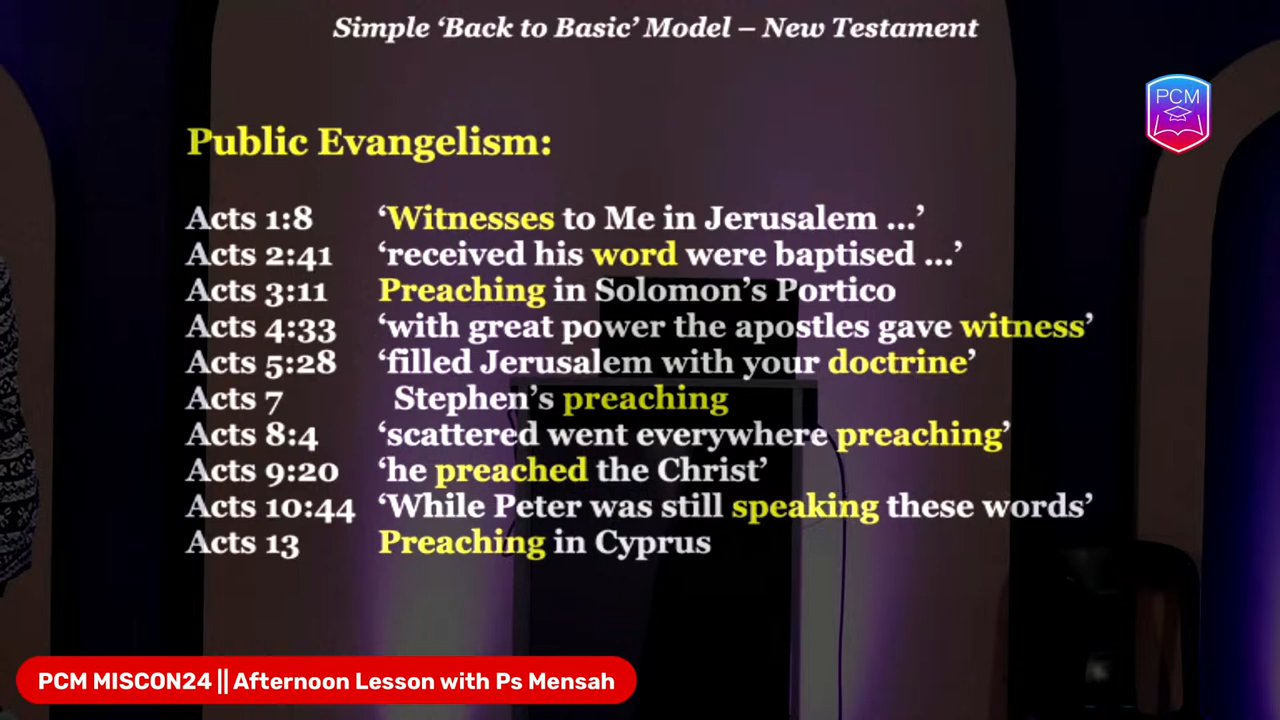 Simple ‘Back to Basic’ Model – New Testament
PCM
Public Evangelism:
Acts 1:8 ‘Witnesses to Me in Jerusalem ...’
Acts 2:41 ‘received his word were baptised ...’
Acts 3:11 Preaching in Solomon’s Portico
Acts 4:33 ‘with great power the apostles gave witness’
Acts 5:28 ‘filled Jerusalem with your doctrine’
Acts 7 Stephen’s preaching
Acts 8:4 ‘scattered went everywhere preaching’
Acts 9:20 ‘he preached the Christ’
Acts 10:44 ‘While Peter was still speaking these words’
Acts 13 Preaching in Cyprus
PCM MISCON24 || Afternoon Lesson with Ps Mensah